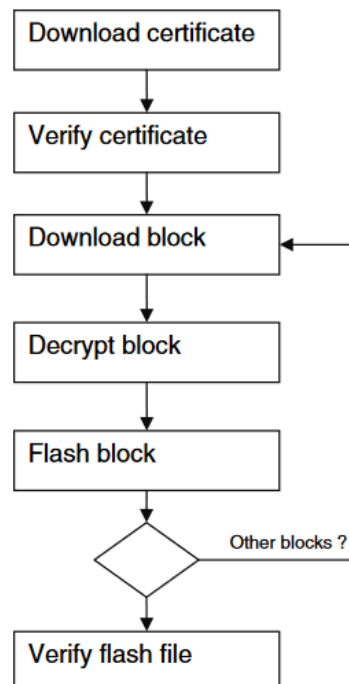 Download certificate
Verify certificate
Download block
Decrypt block
Flash block
Other blocks ?
Verify flash file